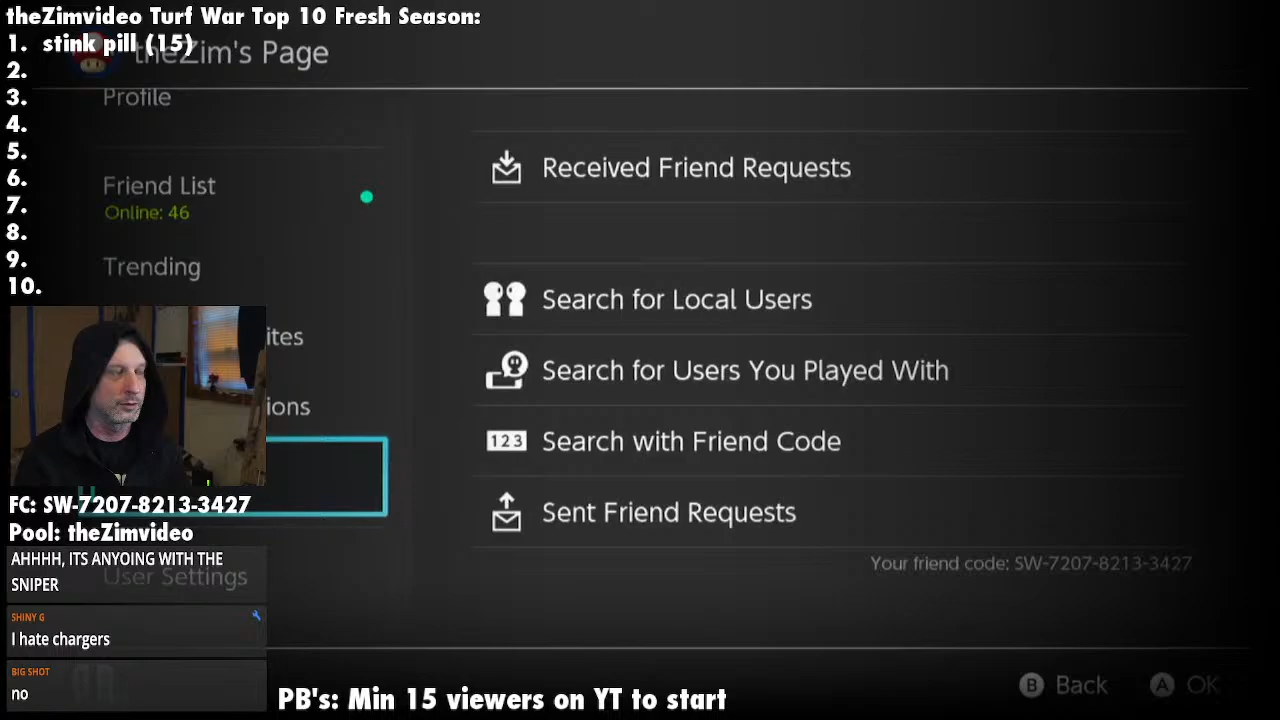 theZimvideo Turf War Top 10 Fresh Season:
1. stink pill (15)
2.
3.
4.
5.
6.
7.
8.
9.
10.
theZim's Page
Profile
Friend List
Online: 46
Trending
ites
ions
User Settings
Received Friend Requests
Search for Local Users
Search for Users You Played With
123 Search with Friend Code
Sent Friend Requests
Your friend code: SW-7207-8213-3427
FC: SW-7207-8213-3427
Pool: theZimvideo
AHHHH, ITS ANYOING WITH THE
SNIPER
SHINY G
I hate chargers
BIG SHOT
no
PB's: Min 15 viewers on YT to start
B Back
A OK